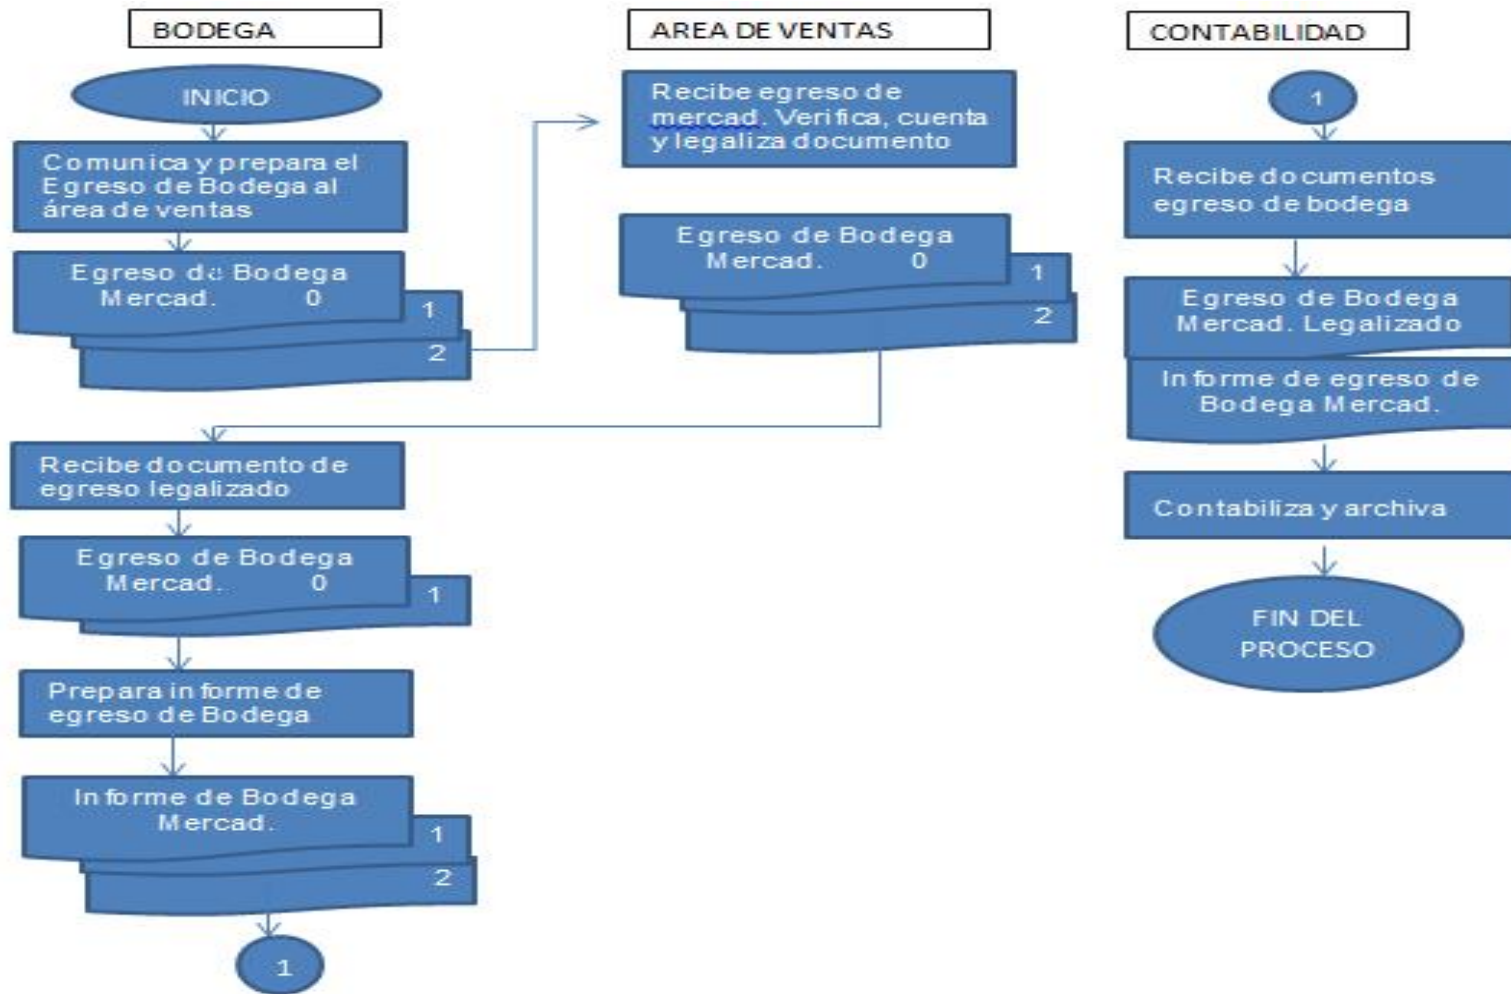 BODEGA
INICIO
Comunica y prepara el
Egreso de Bodega al
área de ventas
Egreso de Bodega
Mercad. 0
1
2
Recibe documento de
egreso legalizado
Egreso de Bodega
Mercad. 0
1
Prepara informe de
egreso de Bodega
Informe de Bodega
Mercad.
1
2
1
AREA DE VENTAS
Recibe egreso de
mercad. Verifica, cuenta
y legaliza documento
Egreso de Bodega
Mercad. 0
1
2
CONTABILIDAD
1
Recibe documentos
egreso de bodega
Egreso de Bodega
Mercad. Legalizado
Informe de egreso de
Bodega Mercad.
Contabiliza y archiva
FIN DEL
PROCESO